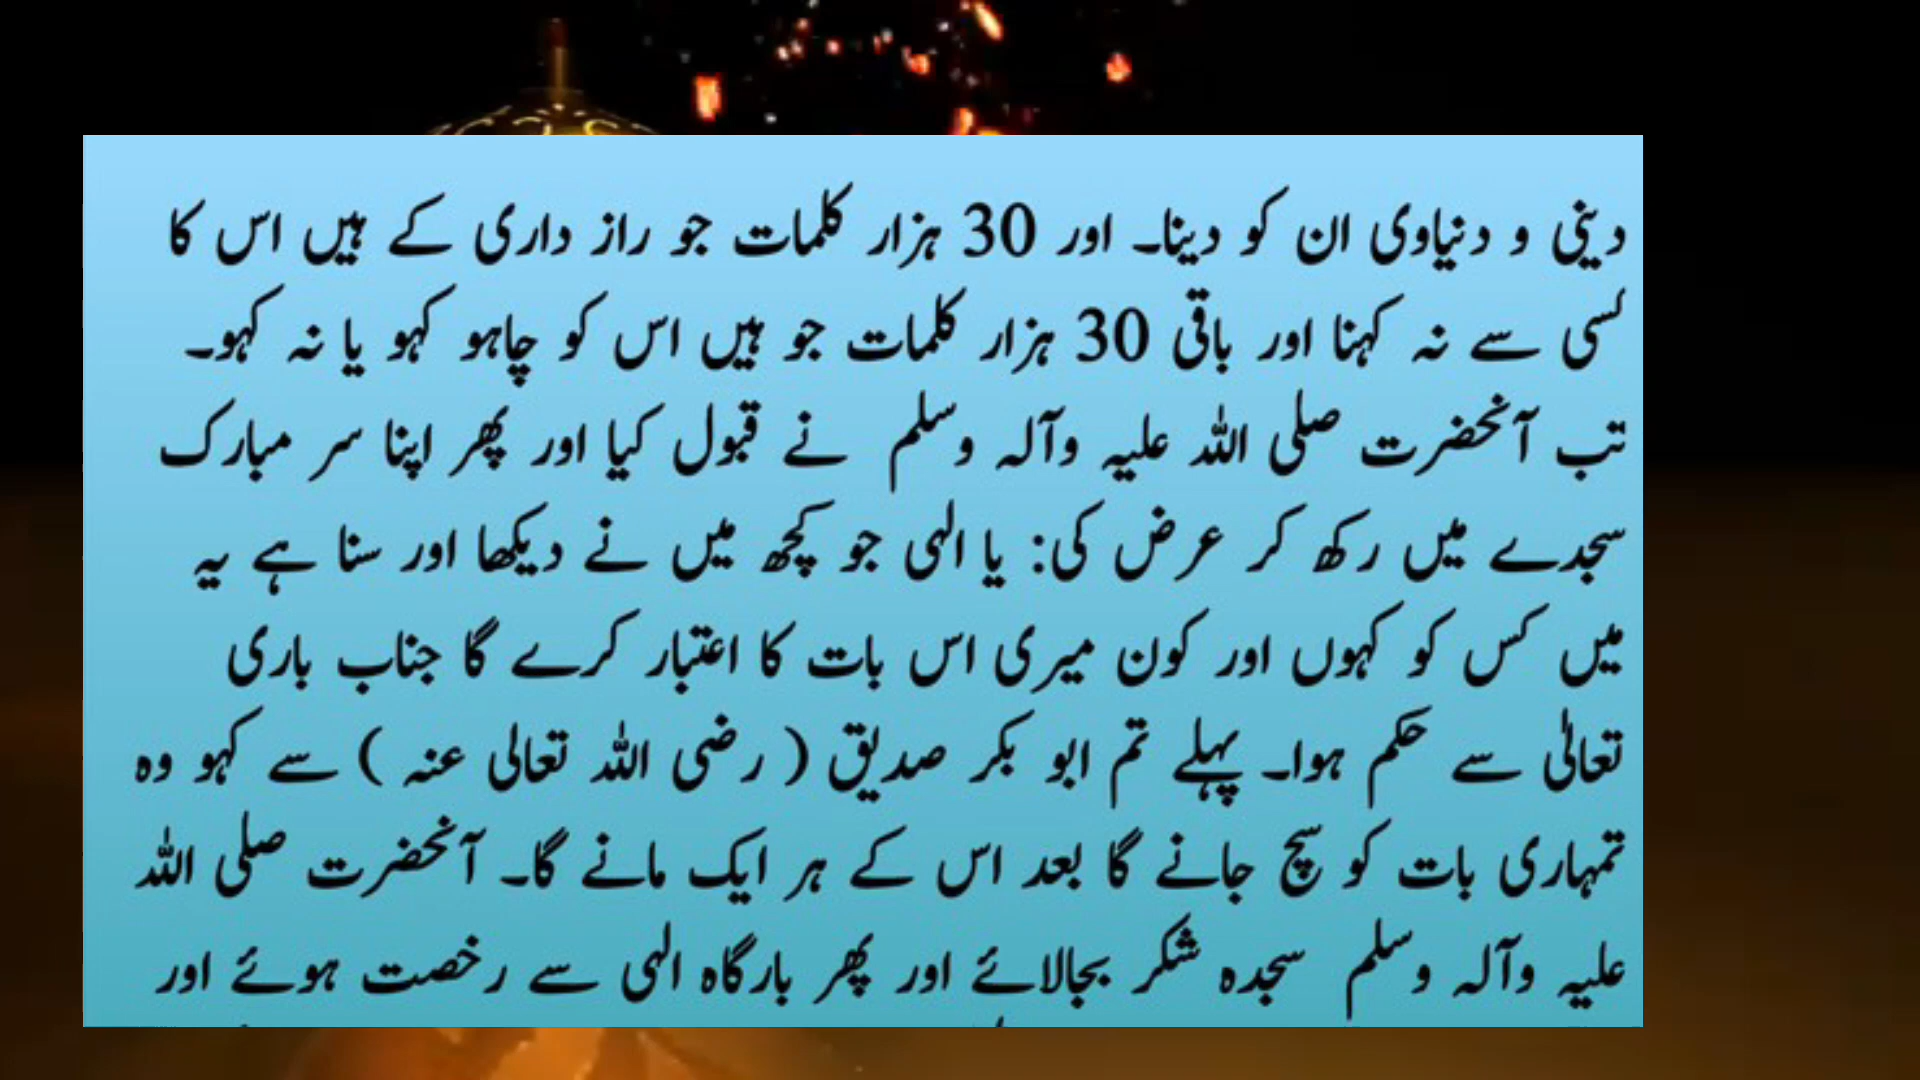 دینی و دنیاوی ان کو دینا۔ اور 30 ہزار کلمات جو راز داری کے ہیں اس کا
کسی سے نہ کہنا اور باقی 30 ہزار کلمات جو ہیں اس کو چاہو کہو یا نہ کہو۔
تب آنحضرت صلی اللہ علیہ وآلہ وسلم نے قبول کیا اور پھر اپنا سر مبارک
سجدے میں رکھ کر عرض کی: یا الہی جو کچھ میں نے دیکھا اور سنا ہے یہ
میں کس کو کہوں اور کون میری اس بات کا اعتبار کرے گا جناب باری
تعالٰی سے حکم ہوا۔ پہلے تم ابو بکر صدیق ( رضی اللہ تعالی عنہ ) سے کہو وہ
تمہاری بات کو سچ جانے گا بعد اس کے ہر ایک مانے گا۔ آنحضرت صلی اللہ
علیہ وآلہ وسلم سجدہ شکر بجالائے اور پھر بارگاہ الہی سے رخصت ہوئے اور